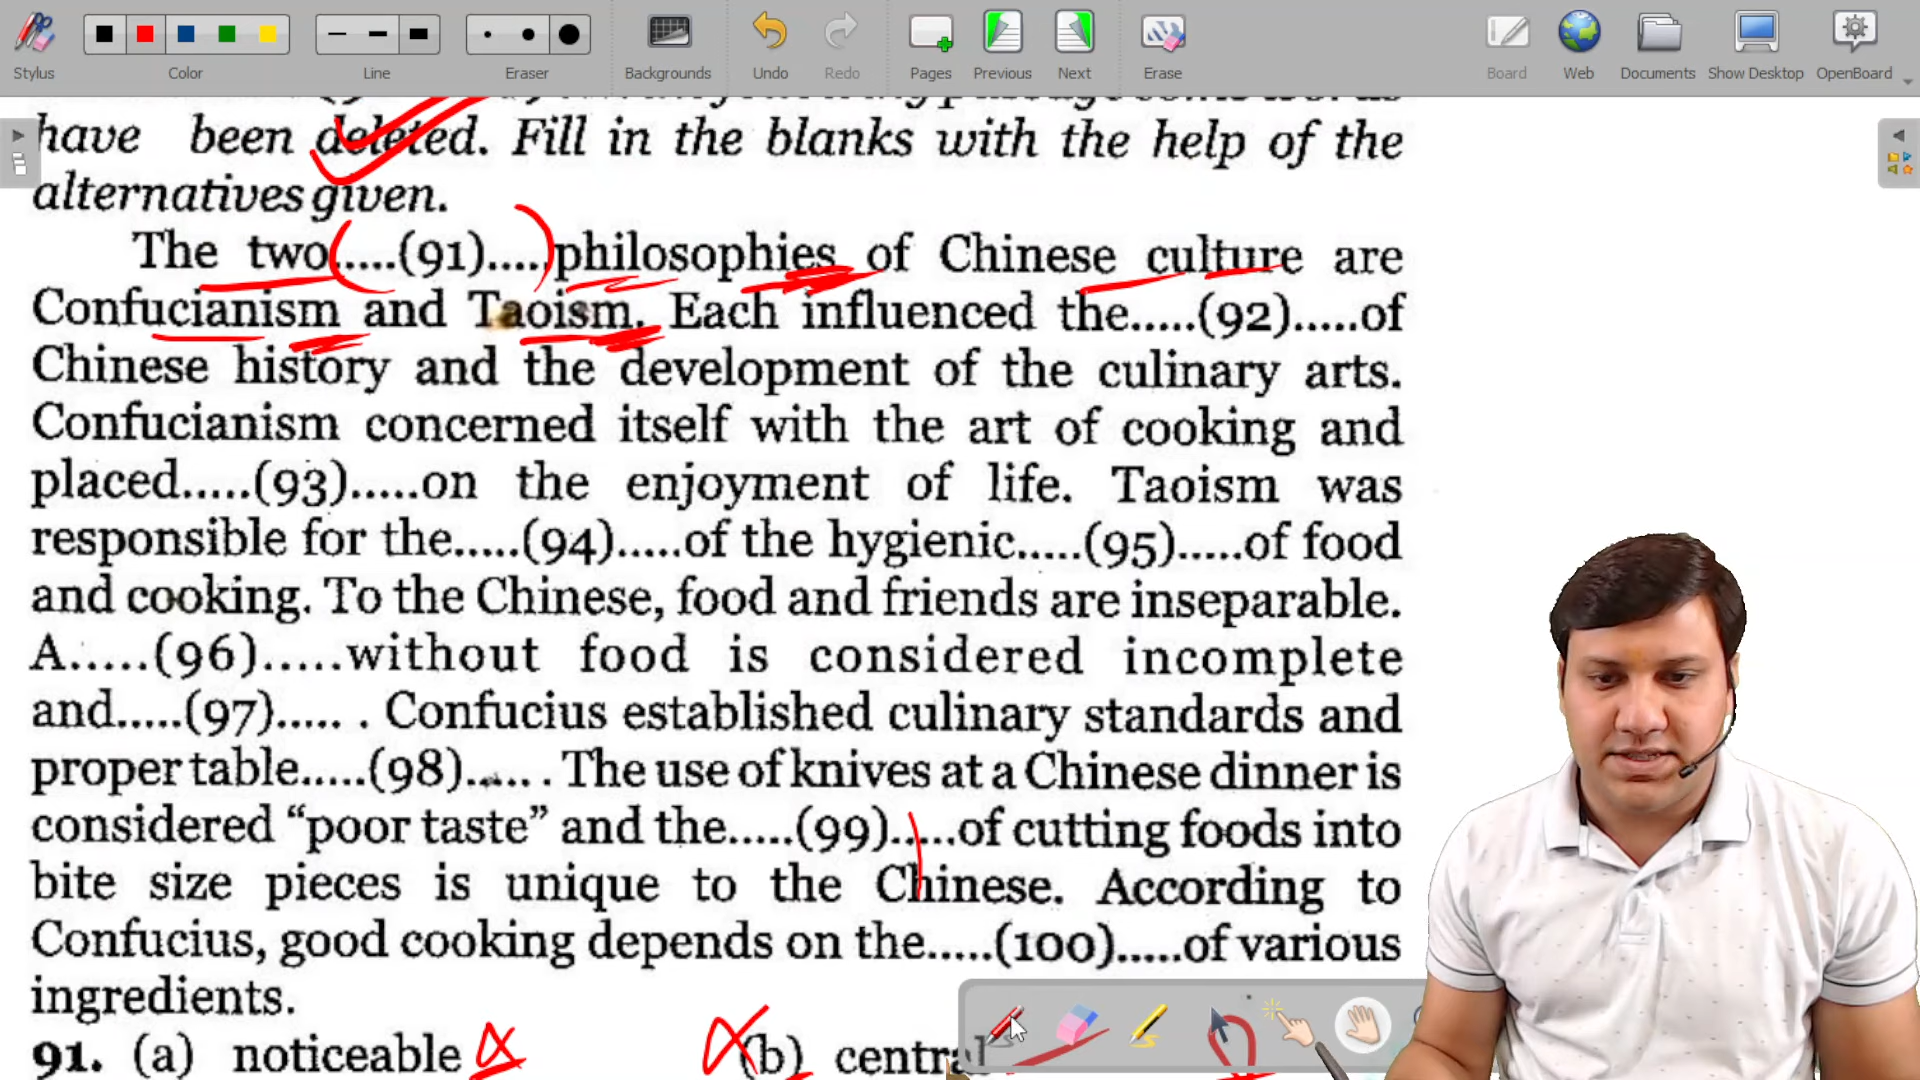 Stylus
Color
Line
Eraser
Backgrounds
Undo
Redo
Pages
Previous
Next
Erase
Board
Web
Documents
Show Desktop
OpenBoard
have been deleted. Fill in the blanks with the help of the
alternatives given.
The two.....(91).....philosophies of Chinese culture are
Confucianism and Taoism. Each influenced the.....(92).....of
Chinese history and the development of the culinary arts.
Confucianism concerned itself with the art of cooking and
placed.....(93).....on the enjoyment of life. Taoism was
responsible for the.....(94).....of the hygienic.....(95).....of food
and cooking. To the Chinese, food and friends are inseparable.
A.....(96).....without food is considered incomplete
and.....(97)..... . Confucius established culinary standards and
proper table.....(98)..... . The use of knives at a Chinese dinner is
considered “poor taste” and the.....(99).....of cutting foods into
bite size pieces is unique to the Chinese. According to
Confucius, good cooking depends on the.....(100).....of various
ingredients.
91. (a) noticeable (b) central